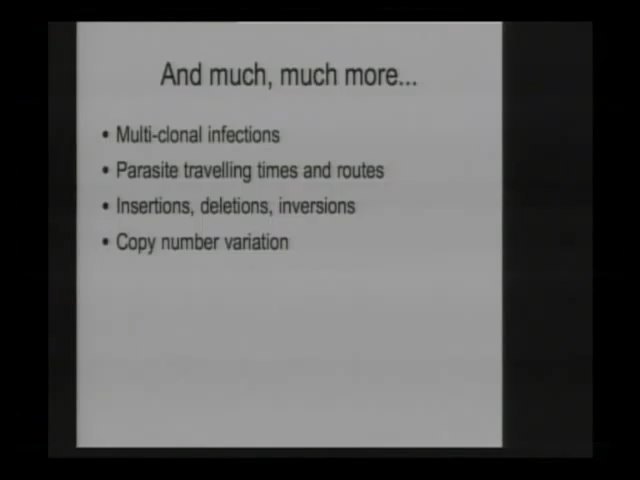 And much, much more...
• Multi-clonal infections
• Parasite travelling times and routes
• Insertions, deletions, inversions
• Copy number variation